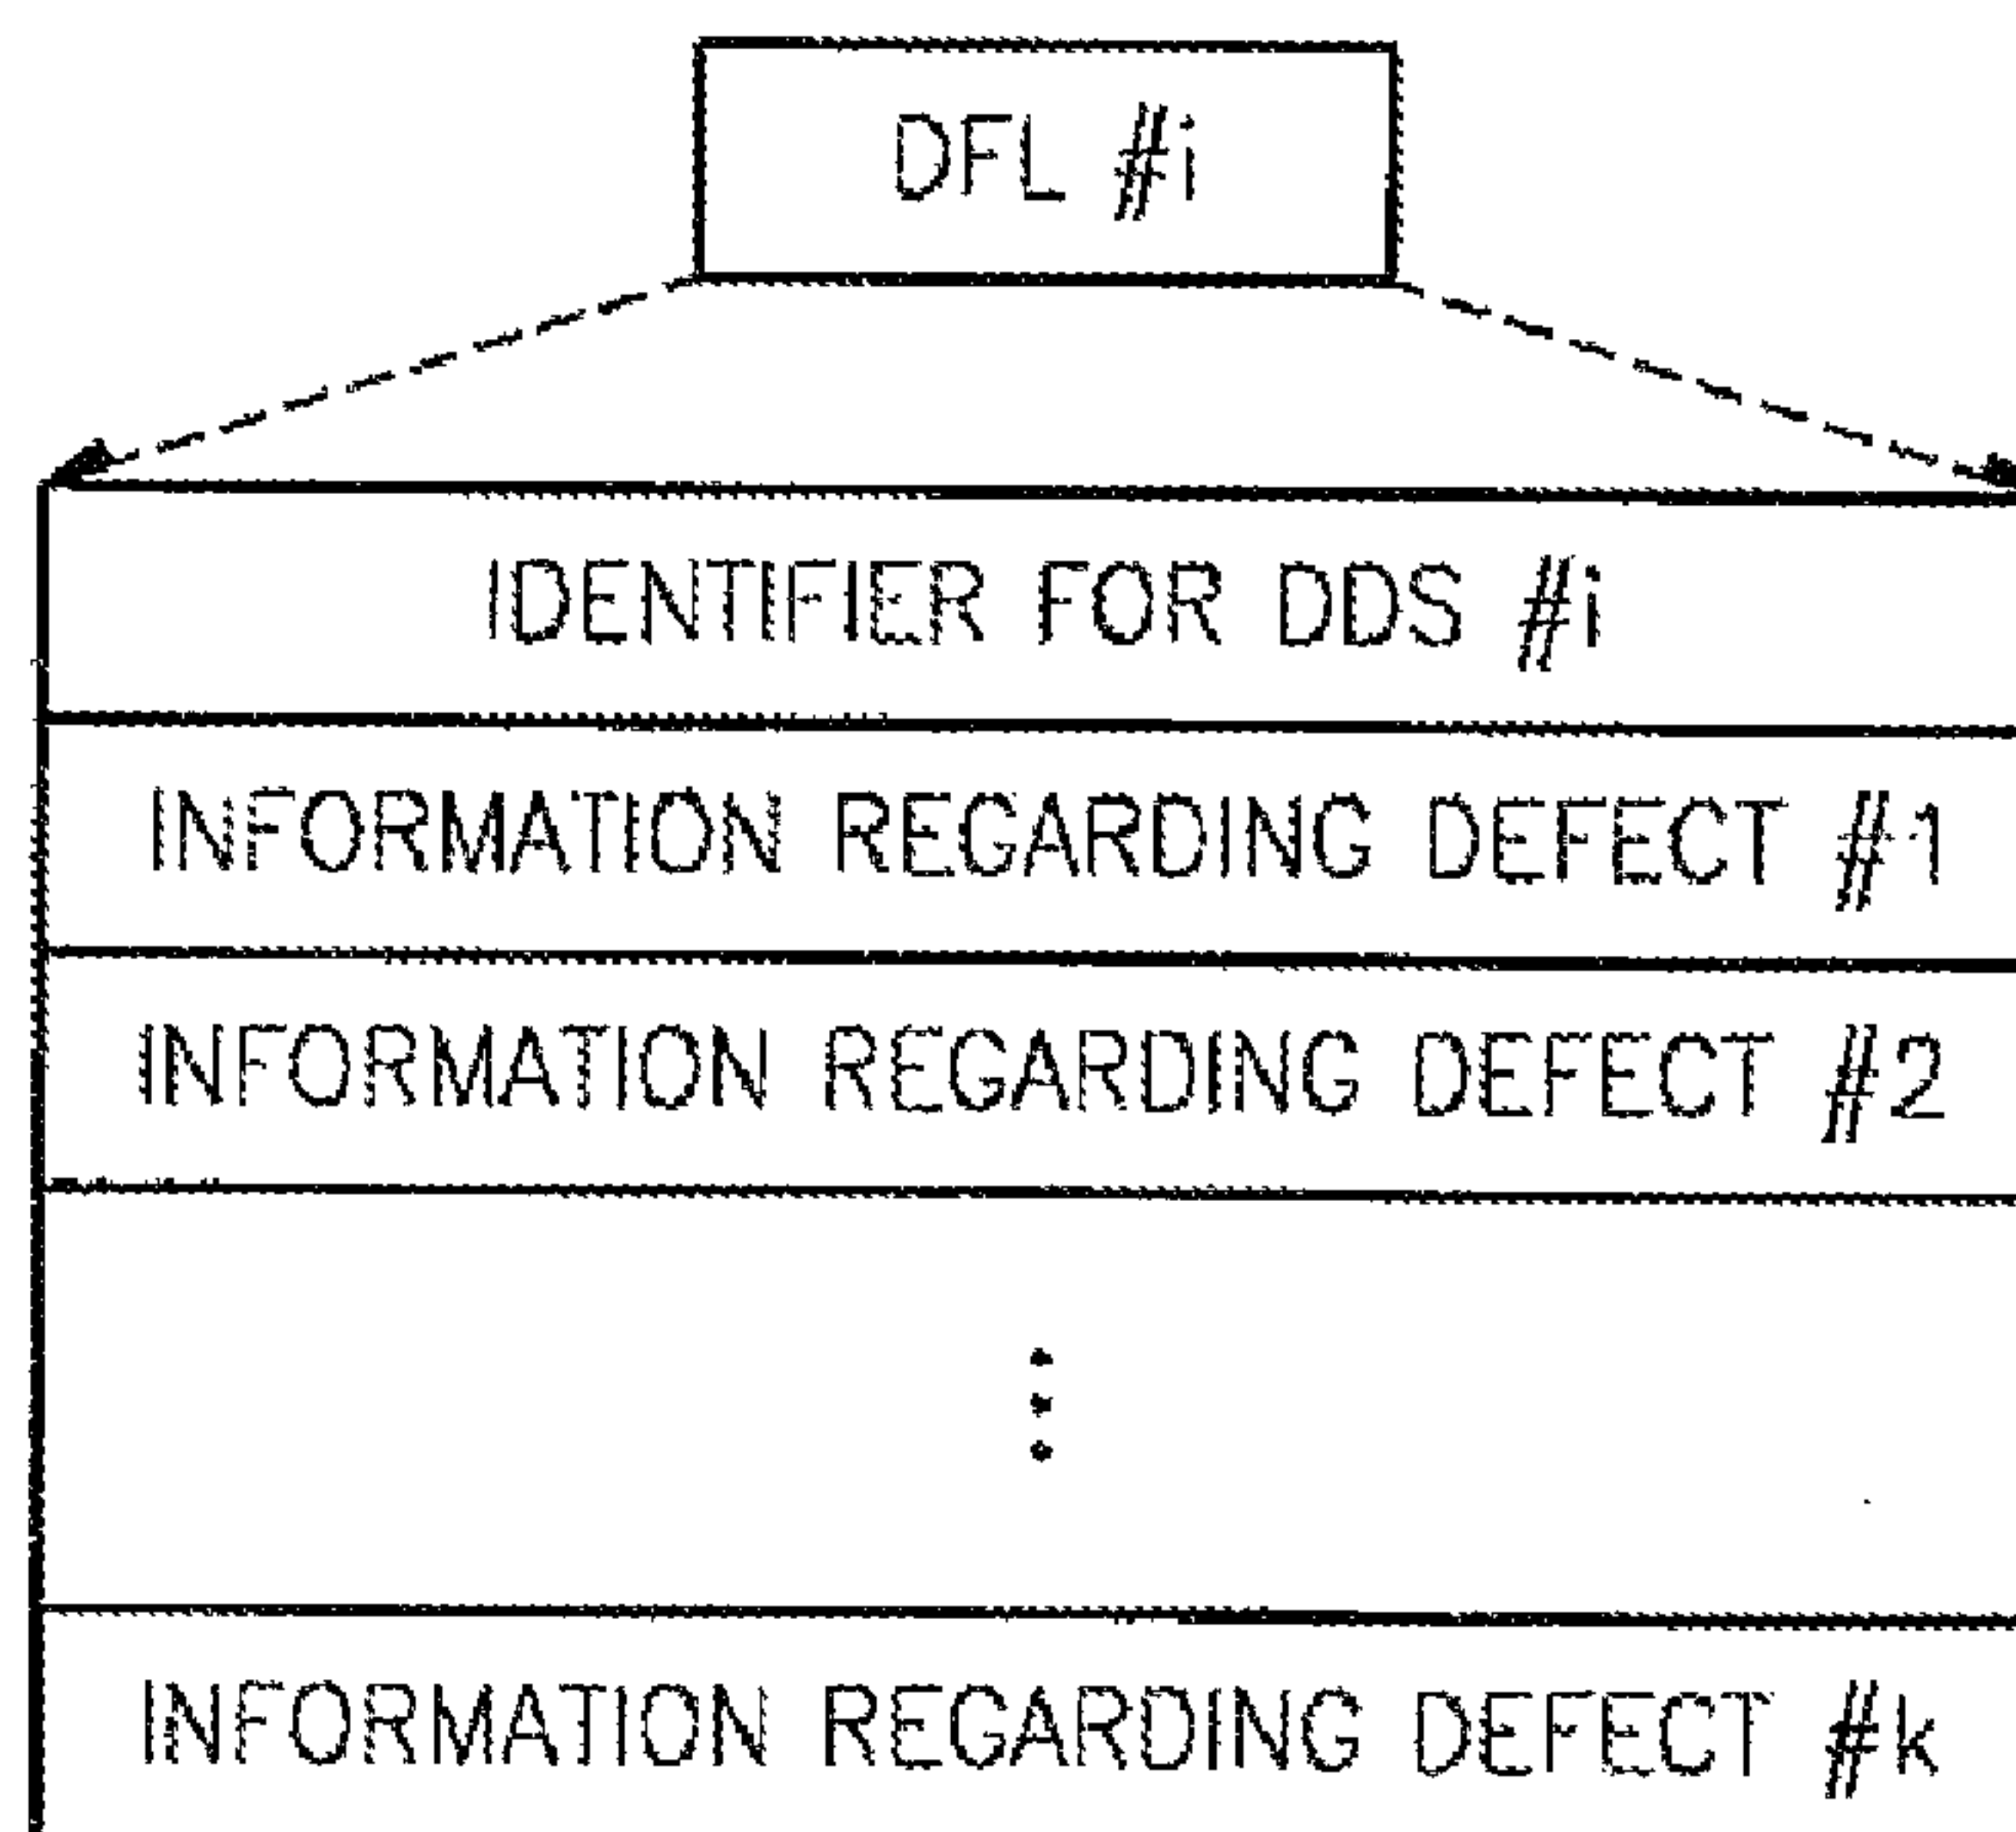 DFL #i
IDENTIFIER FOR DDS #i
INFORMATION REGARDING DEFECT #1
INFORMATION REGARDING DEFECT #2
INFORMATION REGARDING DEFECT #k